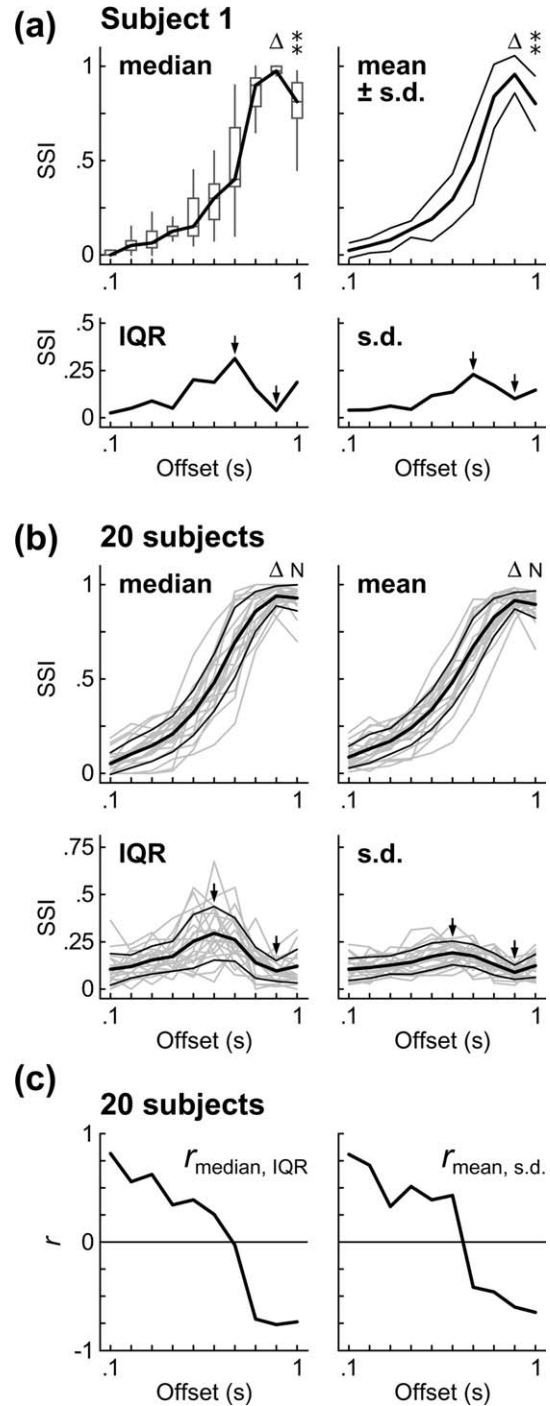 (a) Subject 1
median
Δ
mean
± s.d.
Δ
**
**
SSI
1
.5
0
.1
1
IQR
s.d.
SSI
.5
.25
0
.1
1
.1
1
Offset (s)
Offset (s)
(b) 20 subjects
median
Δ N
mean
Δ N
SSI
1
.5
0
.1
1
.1
1
IQR
s.d.
SSI
.75
.5
.25
0
.1
1
.1
1
Offset (s)
Offset (s)
(c) 20 subjects
r median, IQR
r mean, s.d.
r
1
0
-1
.1
1
.1
1
Offset (s)
Offset (s)